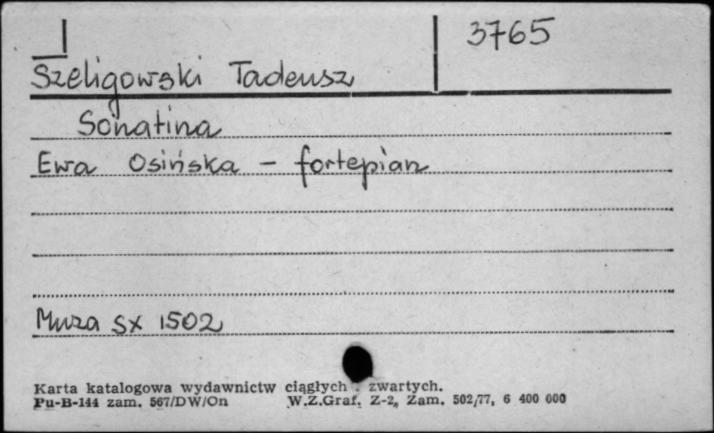 3765
Szeligowski Tadeusz
Sonatina
Ewa Osińska - fortepian
Muza SX 1502
Karta katalogowa wydawnictw ciągłych i zwartych.
Pu-B-144 zam. 567/DW/On W.Z.Graf. Z-2, Zam. 502/77, 6 400 000